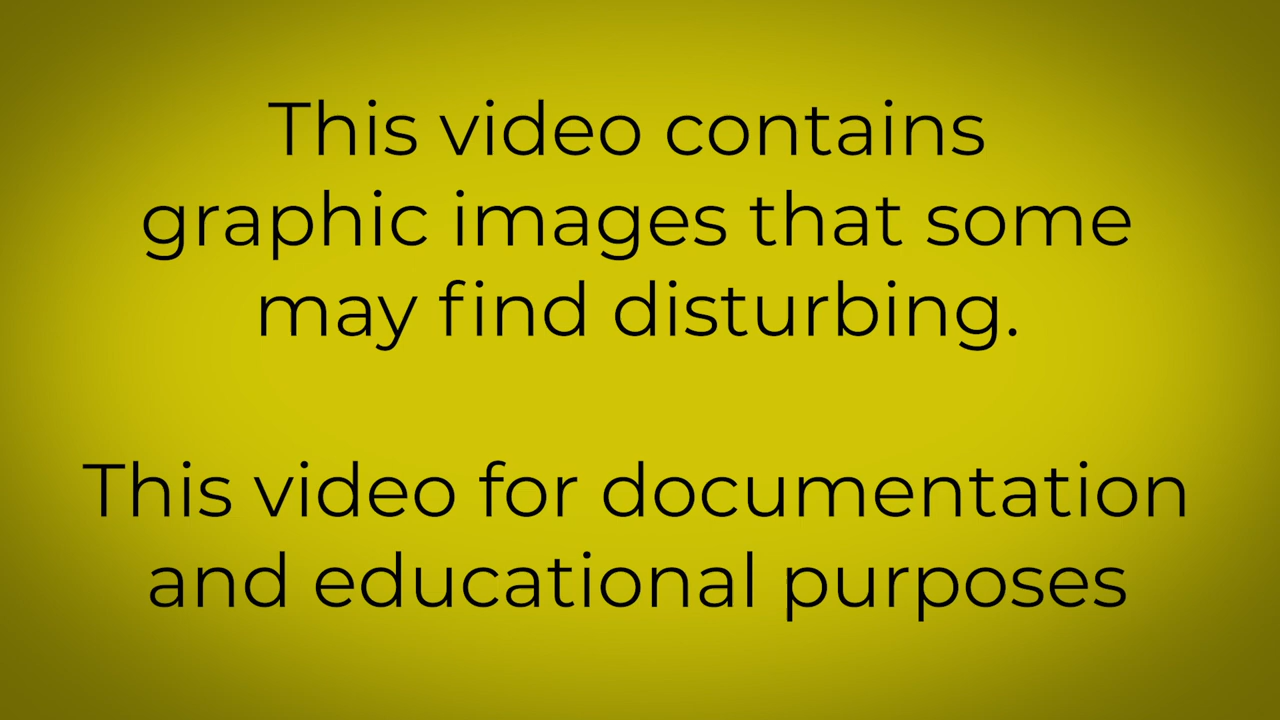 This video contains
graphic images that some
may find disturbing.
This video for documentation
and educational purposes